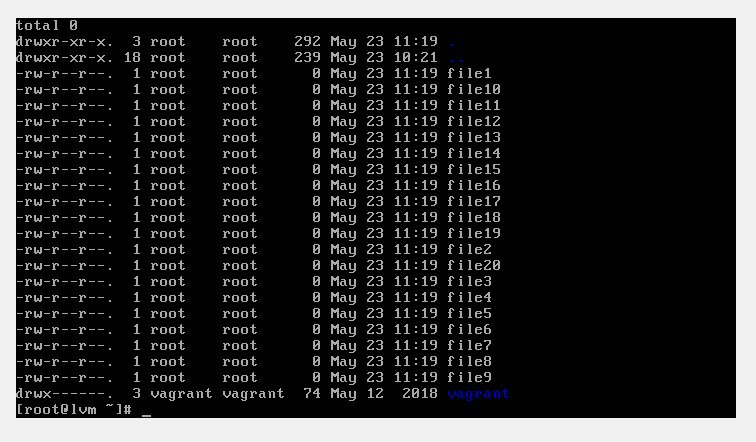 total 0
drwxr-xr-x.  3 root    root    292 May 23 11:19 .
drwxr-xr-x. 18 root    root    239 May 23 10:21 ..
-rw-r--r--.  1 root    root      0 May 23 11:19 file1
-rw-r--r--.  1 root    root      0 May 23 11:19 file10
-rw-r--r--.  1 root    root      0 May 23 11:19 file11
-rw-r--r--.  1 root    root      0 May 23 11:19 file12
-rw-r--r--.  1 root    root      0 May 23 11:19 file13
-rw-r--r--.  1 root    root      0 May 23 11:19 file14
-rw-r--r--.  1 root    root      0 May 23 11:19 file15
-rw-r--r--.  1 root    root      0 May 23 11:19 file16
-rw-r--r--.  1 root    root      0 May 23 11:19 file17
-rw-r--r--.  1 root    root      0 May 23 11:19 file18
-rw-r--r--.  1 root    root      0 May 23 11:19 file19
-rw-r--r--.  1 root    root      0 May 23 11:19 file2
-rw-r--r--.  1 root    root      0 May 23 11:19 file20
-rw-r--r--.  1 root    root      0 May 23 11:19 file3
-rw-r--r--.  1 root    root      0 May 23 11:19 file4
-rw-r--r--.  1 root    root      0 May 23 11:19 file5
-rw-r--r--.  1 root    root      0 May 23 11:19 file6
-rw-r--r--.  1 root    root      0 May 23 11:19 file7
-rw-r--r--.  1 root    root      0 May 23 11:19 file8
-rw-r--r--.  1 root    root      0 May 23 11:19 file9
drwx------.  3 vagrant vagrant  74 May 12  2018 vagrant
[root@lvm ~]# _